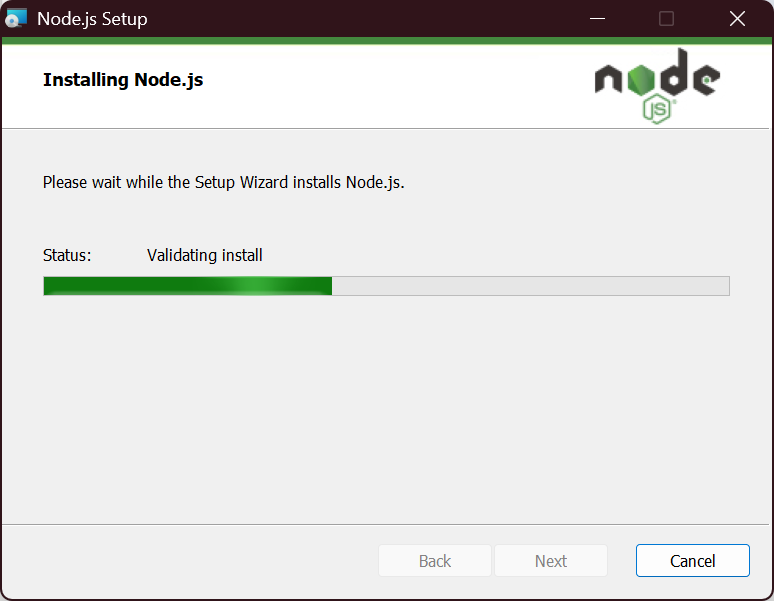 Node.js Setup
Installing Node.js
node
JS
Please wait while the Setup Wizard installs Node.js.
Status: Validating install
Back Next Cancel